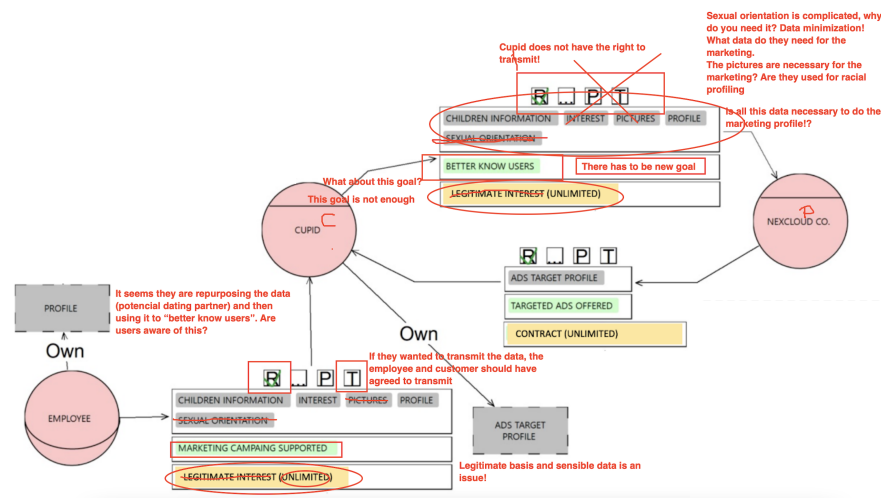 Sexual orientation is complicated, why
do you need it? Data minimization!
What data do they need for the
marketing.
The pictures are necessary for the
marketing? Are they used for racial
profiling
Cupid does not have the right to
transmit!
R ... P T
CHILDREN INFORMATION INTEREST PICTURES PROFILE
SEXUAL ORIENTATION
Is all this data necessary to do the
marketing profile!?
BETTER KNOW USERS
There has to be new goal
What about this goal?
LEGITIMATE INTEREST (UNLIMITED)
This goal is not enough
CUPID
C
P
NEXCLOUD CO.
R ... P T
ADS TARGET PROFILE
TARGETED ADS OFFERED
CONTRACT (UNLIMITED)
PROFILE
It seems they are repurposing the data
(potencial dating partner) and then
using it to “better know users”. Are
users aware of this?
Own
Own
If they wanted to transmit the data, the
employee and customer should have
agreed to transmit
R ... P T
CHILDREN INFORMATION INTEREST PICTURES PROFILE
SEXUAL ORIENTATION
EMPLOYEE
MARKETING CAMPAING SUPPORTED
LEGITIMATE INTEREST (UNLIMITED)
ADS TARGET
PROFILE
Legitimate basis and sensible data is an
issue!